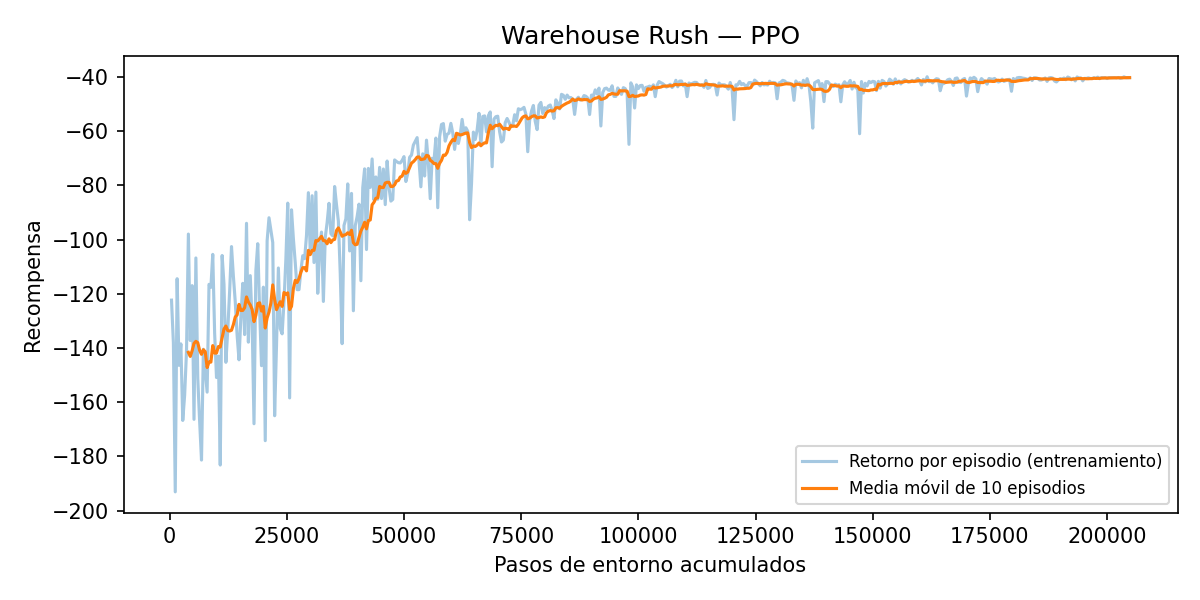 Warehouse Rush — PPO
Recompensa
−40
−60
−80
−100
−120
−140
−160
−180
−200
Retorno por episodio (entrenamiento)
Media móvil de 10 episodios
0 25000 50000 75000 100000 125000 150000 175000 200000
Pasos de entorno acumulados